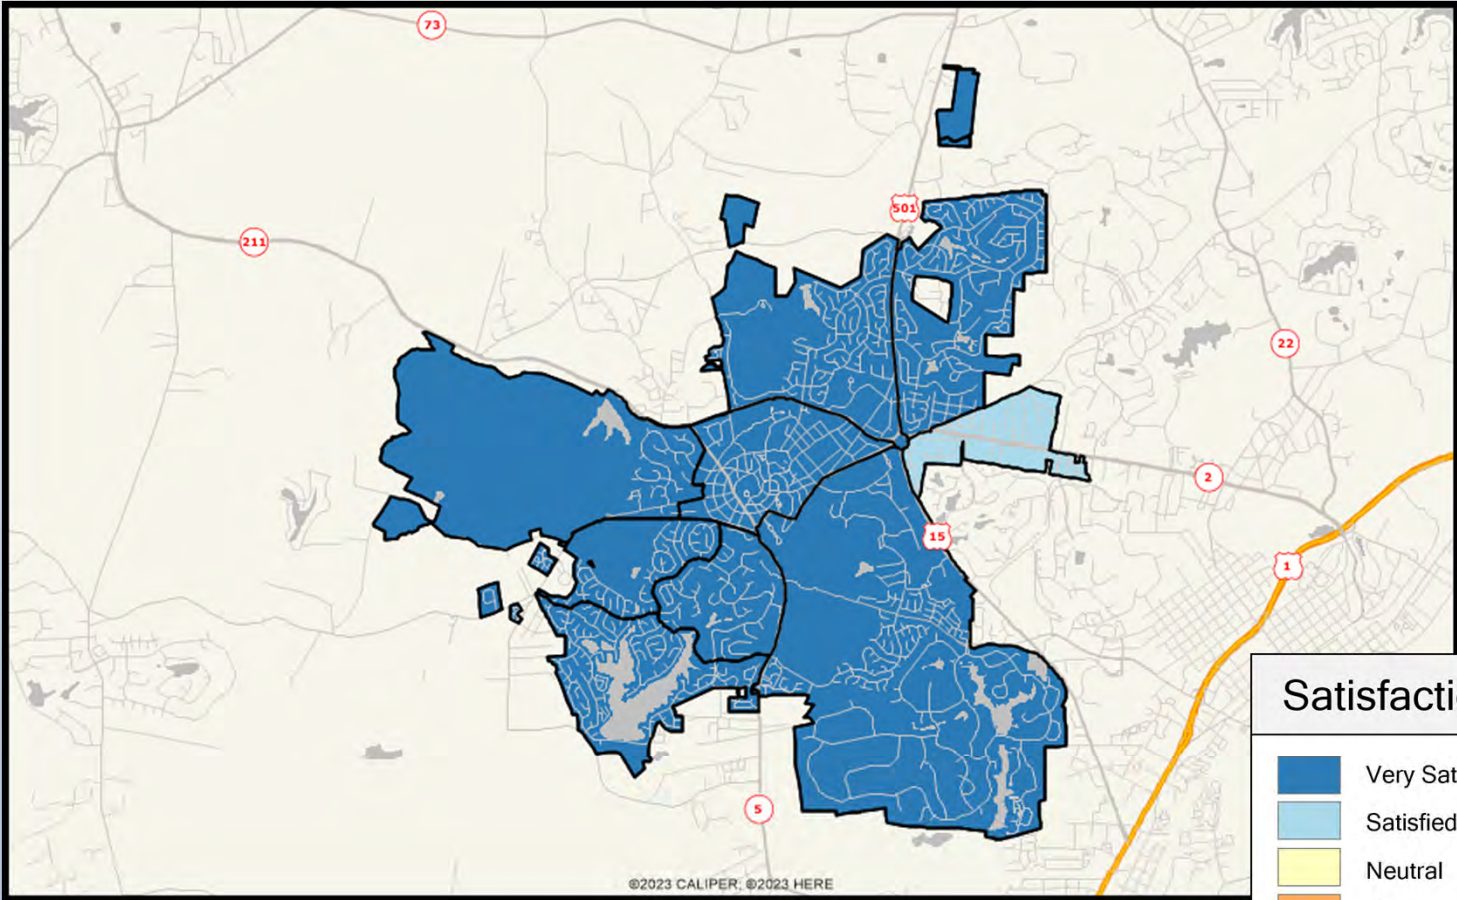 73
501
211
22
2
15
1
Satisfacti
Very Sat
Satisfied
Neutral
5
©2023 CALIPER; ©2023 HERE